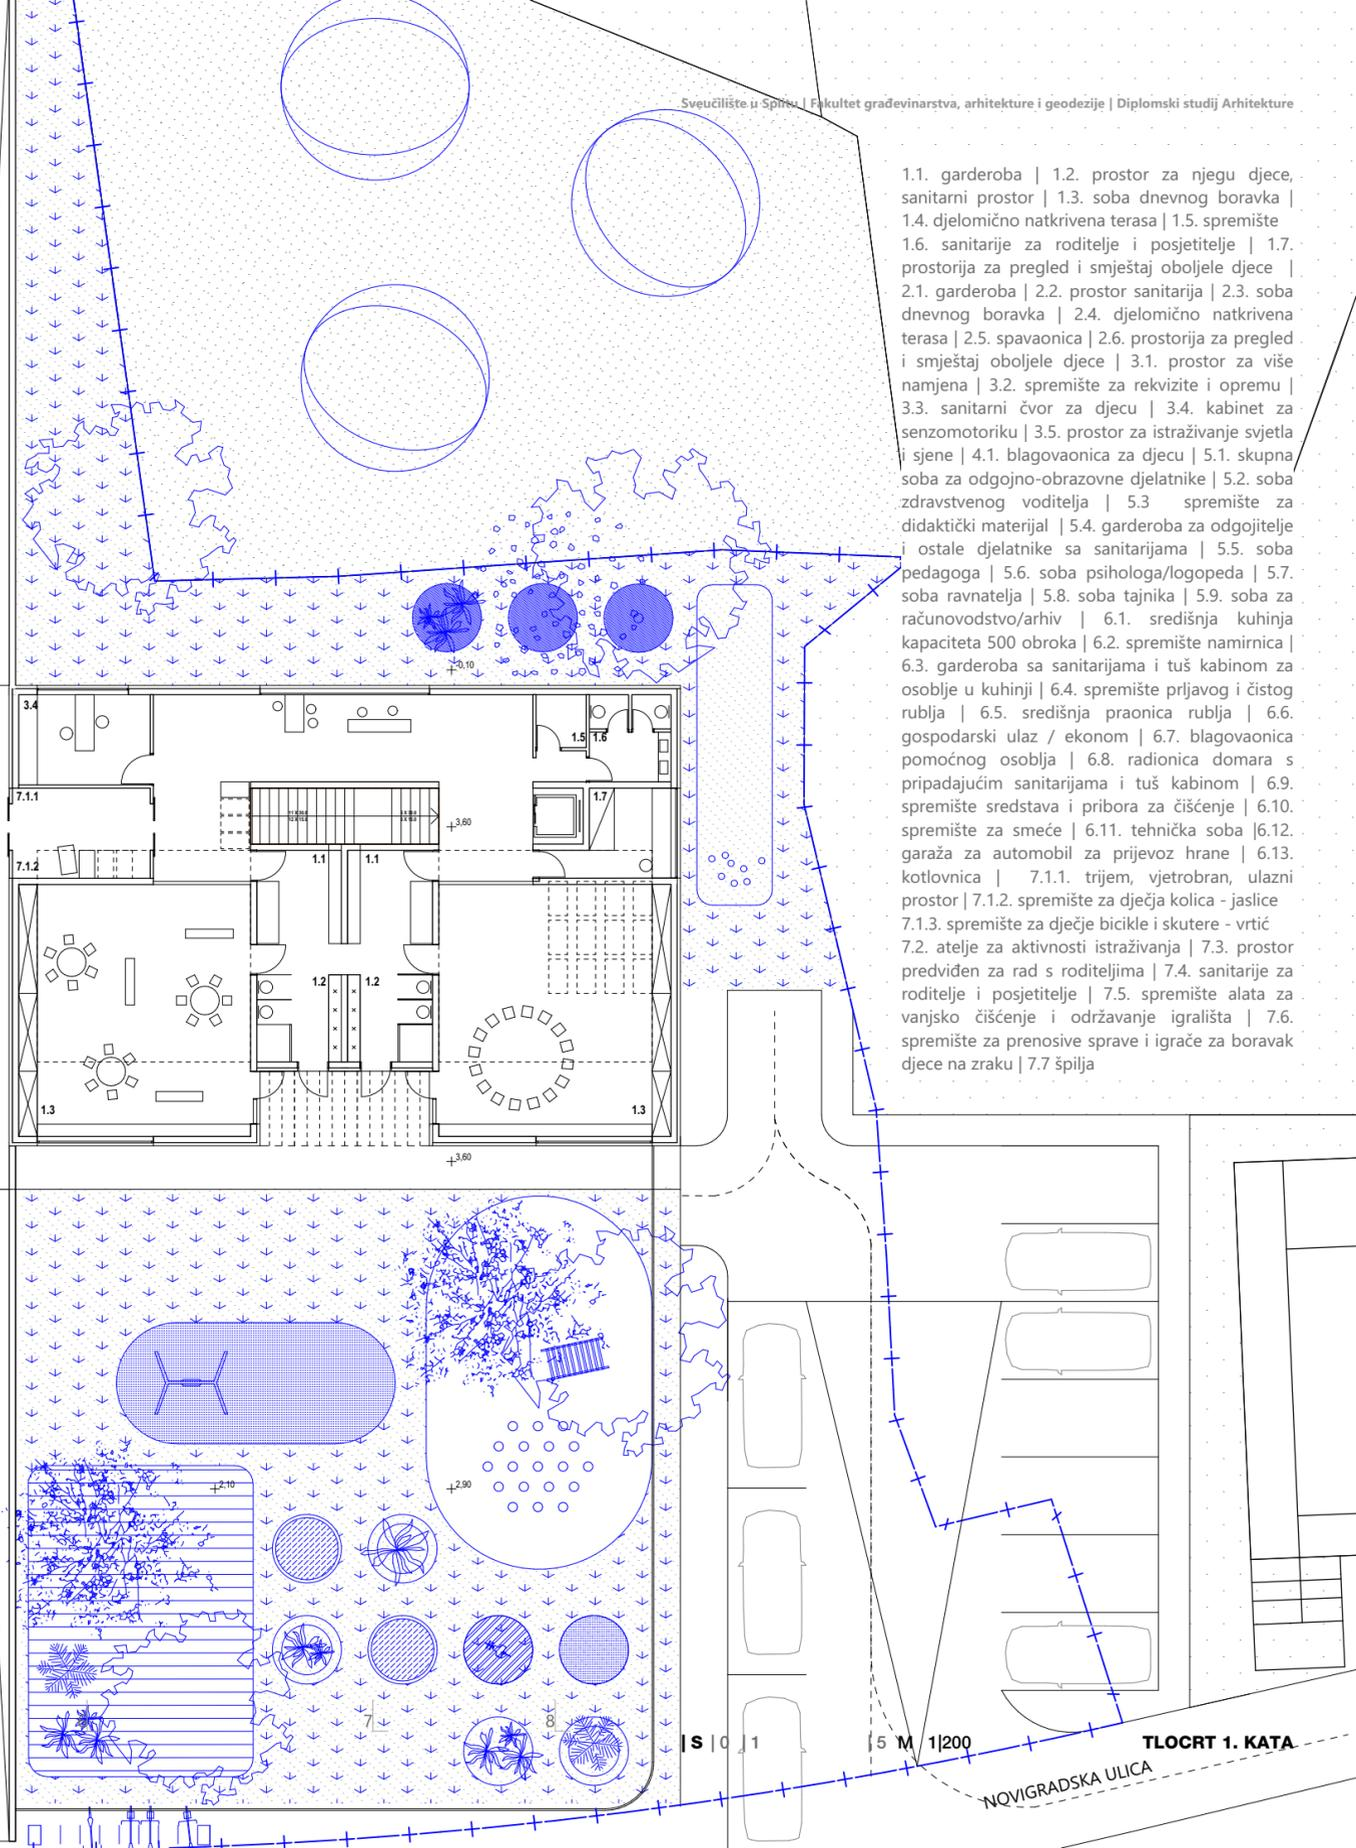 Sveučilište u Splitu | Fakultet građevinarstva, arhitekture i geodezije | Diplomski studij Arhitekture
1.1. garderoba | 1.2. prostor za njegu djece,
sanitarni prostor | 1.3. soba dnevnog boravka |
1.4. djelomično natkrivena terasa | 1.5. spremište
1.6. sanitarije za roditelje i posjetitelje | 1.7.
prostorija za pregled i smještaj oboljele djece |
2.1. garderoba | 2.2. prostor sanitarija | 2.3. soba
dnevnog boravka | 2.4. djelomično natkrivena
terasa | 2.5. spavaonica | 2.6. prostorija za pregled
i smještaj oboljele djece | 3.1. prostor za više
namjena | 3.2. spremište za rekvizite i opremu |
3.3. sanitarni čvor za djecu | 3.4. kabinet za
senzomotoriku | 3.5. prostor za istraživanje svjetla
i sjene | 4.1. blagovaonica za djecu | 5.1. skupna
soba za odgojno-obrazovne djelatnike | 5.2. soba
zdravstvenog voditelja | 5.3 spremište za
didaktički materijal | 5.4. garderoba za odgojitelje
i ostale djelatnike sa sanitarijama | 5.5. soba
pedagoga | 5.6. soba psihologa/logopeda | 5.7.
soba ravnatelja | 5.8. soba tajnika | 5.9. soba za
računovodstvo/arhiv | 6.1. središnja kuhinja
kapaciteta 500 obroka | 6.2. spremište namirnica |
6.3. garderoba sa sanitarijama i tuš kabinom za
osoblje u kuhinji | 6.4. spremište prljavog i čistog
rublja | 6.5. središnja praonica rublja | 6.6.
gospodarski ulaz / ekonom | 6.7. blagovaonica
pomoćnog osoblja | 6.8. radionica domara s
pripadajućim sanitarijama i tuš kabinom | 6.9.
spremište sredstava i pribora za čišćenje | 6.10.
spremište za smeće | 6.11. tehnička soba |6.12.
garaža za automobil za prijevoz hrane | 6.13.
kotlovnica | 7.1.1. trijem, vjetrobran, ulazni
prostor | 7.1.2. spremište za dječja kolica - jaslice
7.1.3. spremište za dječje bicikle i skutere - vrtić
7.2. atelje za aktivnosti istraživanja | 7.3. prostor
predviđen za rad s roditeljima | 7.4. sanitarije za
roditelje i posjetitelje | 7.5. spremište alata za
vanjsko čišćenje i održavanje igrališta | 7.6.
spremište za prenosive sprave i igrače za boravak
djece na zraku | 7.7 špilja
-0,10
3.4
1.5 1.6
7.1.1
1.7
3,60
7.1.2
1.1 1.1
1.2 1.2
1.3 1.3
3,60
2,10
2,90
7 8
| S | 0 | 1 | 5 M 1|200 TLOCRT 1. KATA
NOVIGRADSKA ULICA